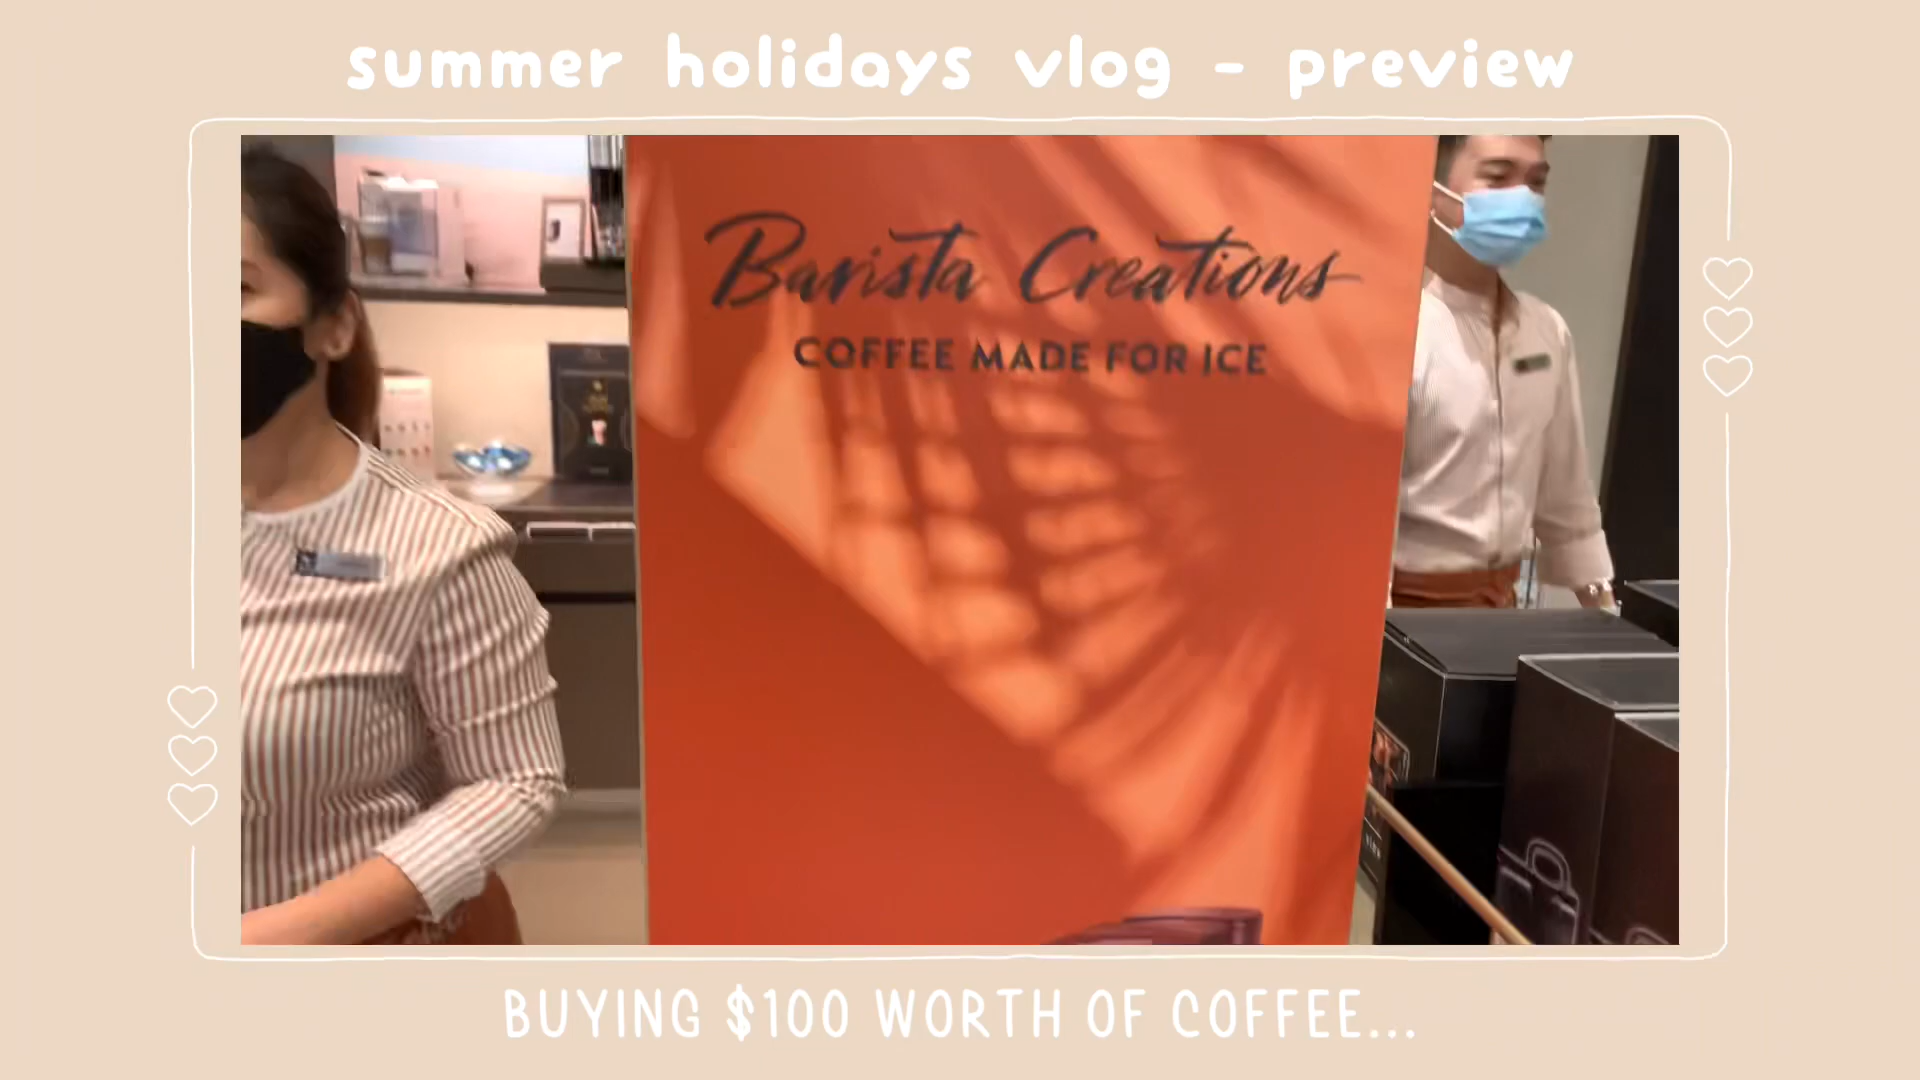 summer holidays vlog - preview
Barista Creations
COFFEE MADE FOR ICE
BUYING $100 WORTH OF COFFEE...